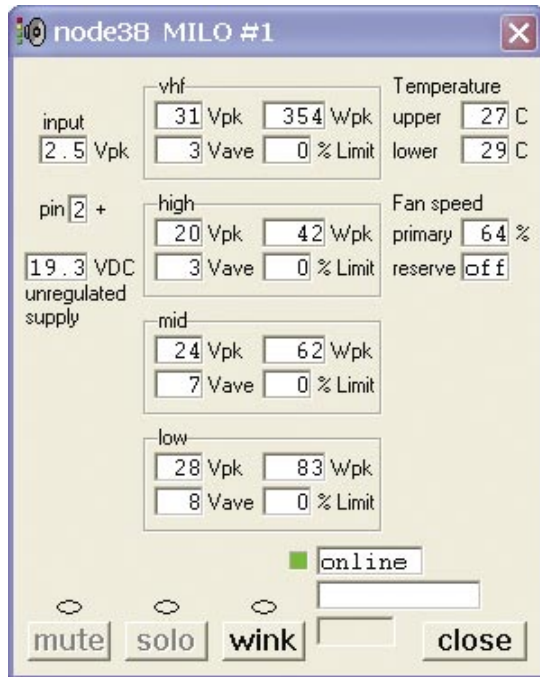 node38 MILO #1
input
2.5 Vpk
pin 2 +
19.3 VDC
unregulated
supply
vhf
31 Vpk 354 Wpk
3 Vave 0 % Limit
high
20 Vpk 42 Wpk
3 Vave 0 % Limit
mid
24 Vpk 62 Wpk
7 Vave 0 % Limit
low
28 Vpk 83 Wpk
8 Vave 0 % Limit
Temperature
upper 27 C
lower 29 C
Fan speed
primary 64 %
reserve off
online
mute solo wink close